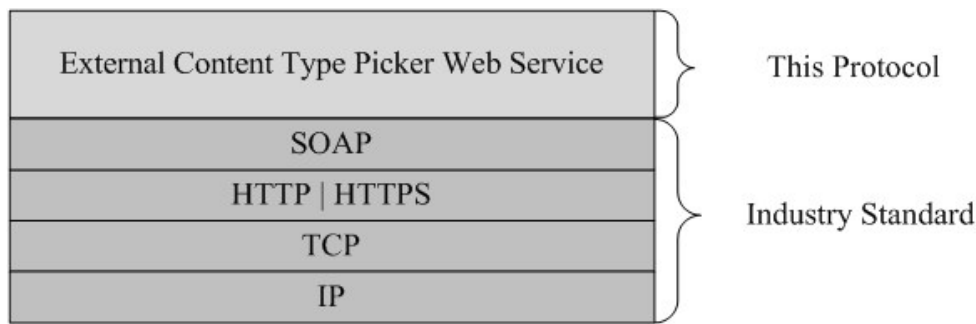 External Content Type Picker Web Service
This Protocol
SOAP
HTTP | HTTPS
TCP
IP
Industry Standard